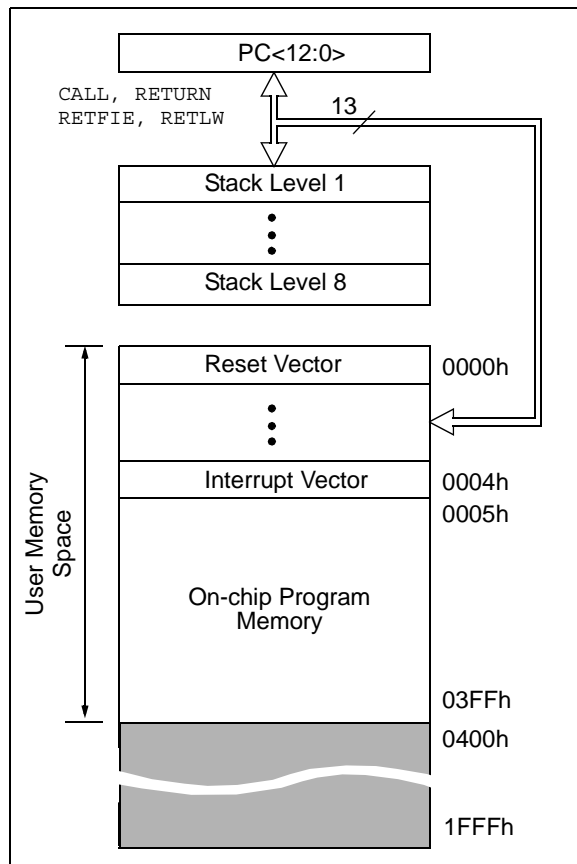 PC<12:0>
CALL, RETURN
RETFIE, RETLW
13
Stack Level 1
Stack Level 8
Reset Vector
0000h
Interrupt Vector
0004h
0005h
User Memory
Space
On-chip Program
Memory
03FFh
0400h
1FFFh